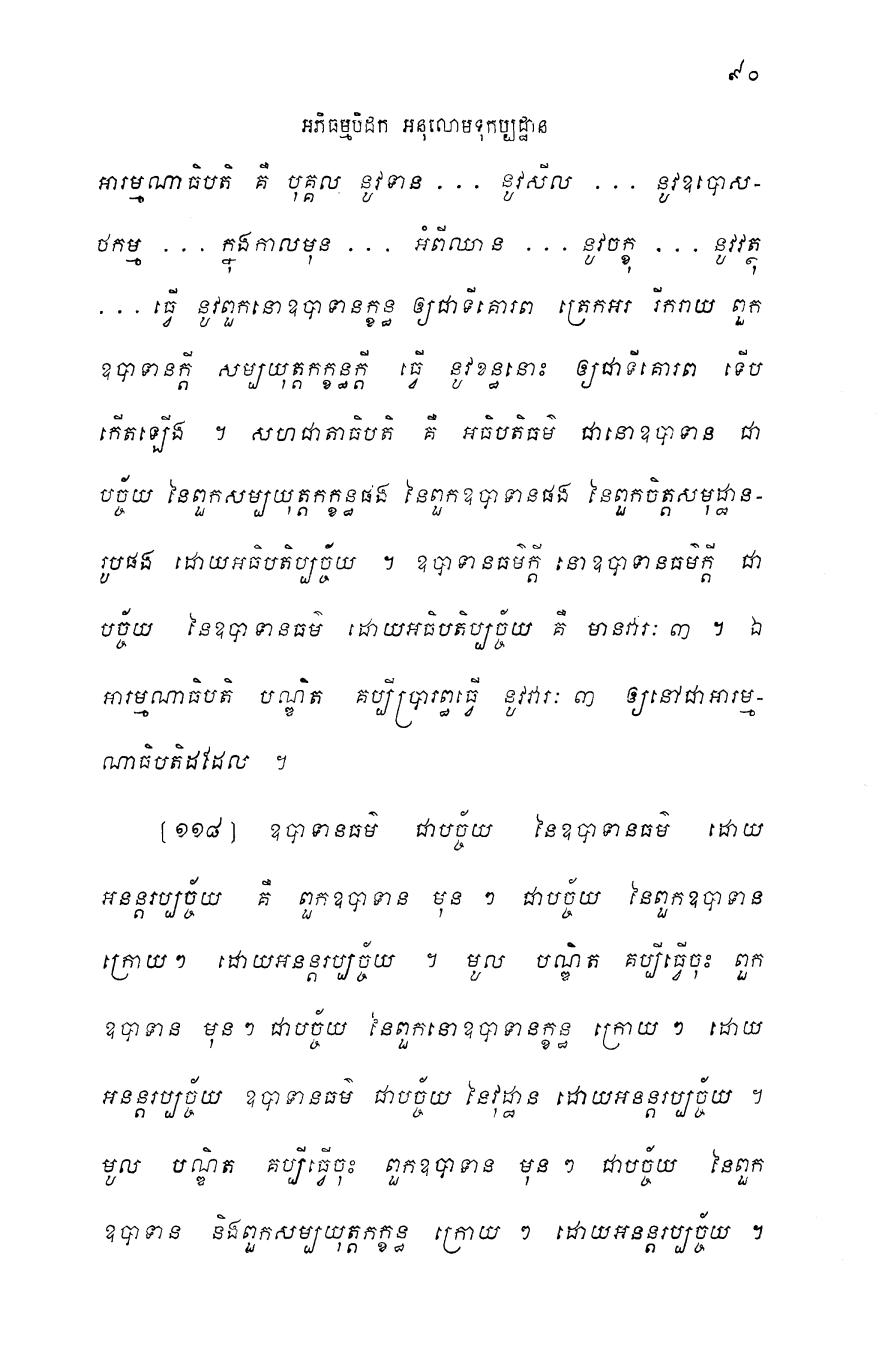 ៩០
អភិធម្មបិដក អនុលោមទុកប្បដ្ឋាន
អារម្មណាធិបតិ គឺ បុគ្គល នូវទាន ... នូវសីល ... នូវឧបោស-
ថកម្ម ... ក្នុងកាលមុន ... អំពីឈាន ... នូវចក្ខុ ... នូវវត្ថុ
... ធ្វើ នូវពួកនោឧបាទានក្ខន្ធ ឲ្យជាទីគោរព ត្រេកអរ រីករាយ ពួក
ឧបាទានក្តី សម្បយុត្តកក្ខន្ធក្តី ធ្វើ នូវខន្ធនោះ ឲ្យជាទីគោរព ទើប
កើតឡើង ។ សហជាតាធិបតិ គឺ អធិបតិធម៌ ជានោឧបាទាន ជា
បច្ច័យ នៃពួកសម្បយុត្តកក្ខន្ធផង នៃពួកឧបាទានផង នៃពួកចិត្តសមុដ្ឋាន-
រូបផង ដោយអធិបតិប្បច្ច័យ ។ ឧបាទានធម៌ក្តី នោឧបាទានធម៌ក្តី ជា
បច្ច័យ នៃឧបាទានធម៌ ដោយអធិបតិប្បច្ច័យ គឺ មានវារៈ ៣ ។ ឯ
អារម្មណាធិបតិ បណ្ឌិត គប្បីប្រារព្ធធ្វើ នូវវារៈ ៣ ឲ្យនៅជាអារម្ម-
ណាធិបតិដដែល ។
[១១៨] ឧបាទានធម៌ ជាបច្ច័យ នៃឧបាទានធម៌ ដោយ
អនន្តរប្បច្ច័យ គឺ ពួកឧបាទាន មុន ៗ ជាបច្ច័យ នៃពួកឧបាទាន
ក្រោយ ៗ ដោយអនន្តរប្បច្ច័យ ។ មូល បណ្ឌិត គប្បីធ្វើចុះ ពួក
ឧបាទាន មុន ៗ ជាបច្ច័យ នៃពួកនោឧបាទានក្ខន្ធ ក្រោយ ៗ ដោយ
អនន្តរប្បច្ច័យ ឧបាទានធម៌ ជាបច្ច័យ នៃវុដ្ឋាន ដោយអនន្តរប្បច្ច័យ ។
មូល បណ្ឌិត គប្បីធ្វើចុះ ពួកឧបាទាន មុន ៗ ជាបច្ច័យ នៃពួក
ឧបាទាន និងពួកសម្បយុត្តកក្ខន្ធ ក្រោយ ៗ ដោយអនន្តរប្បច្ច័យ ។